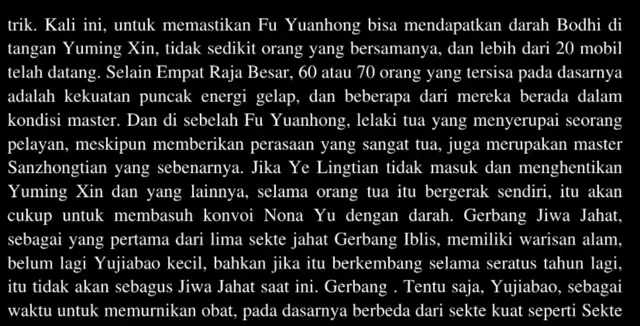 trik. Kali ini, untuk memastikan Fu Yuanhong bisa mendapatkan darah Bodhi di
tangan Yuming Xin, tidak sedikit orang yang bersamanya, dan lebih dari 20 mobil
telah datang. Selain Empat Raja Besar, 60 atau 70 orang yang tersisa pada dasarnya
adalah kekuatan puncak energi gelap, dan beberapa dari mereka berada dalam
kondisi master. Dan di sebelah Fu Yuanhong, lelaki tua yang menyerupai seorang
pelayan, meskipun memberikan perasaan yang sangat tua, juga merupakan master
Sanzhongtian yang sebenarnya. Jika Ye Lingtian tidak masuk dan menghentikan
Yuming Xin dan yang lainnya, selama orang tua itu bergerak sendiri, itu akan
cukup untuk membasuh konvoi Nona Yu dengan darah. Gerbang Jiwa Jahat,
sebagai yang pertama dari lima sekte jahat Gerbang Iblis, memiliki warisan alam,
belum lagi Yujiabao kecil, bahkan jika itu berkembang selama seratus tahun lagi,
itu tidak akan sebagus Jiwa Jahat saat ini. Gerbang . Tentu saja, Yujiabao, sebagai
waktu untuk memurnikan obat, pada dasarnya berbeda dari sekte kuat seperti Sekte